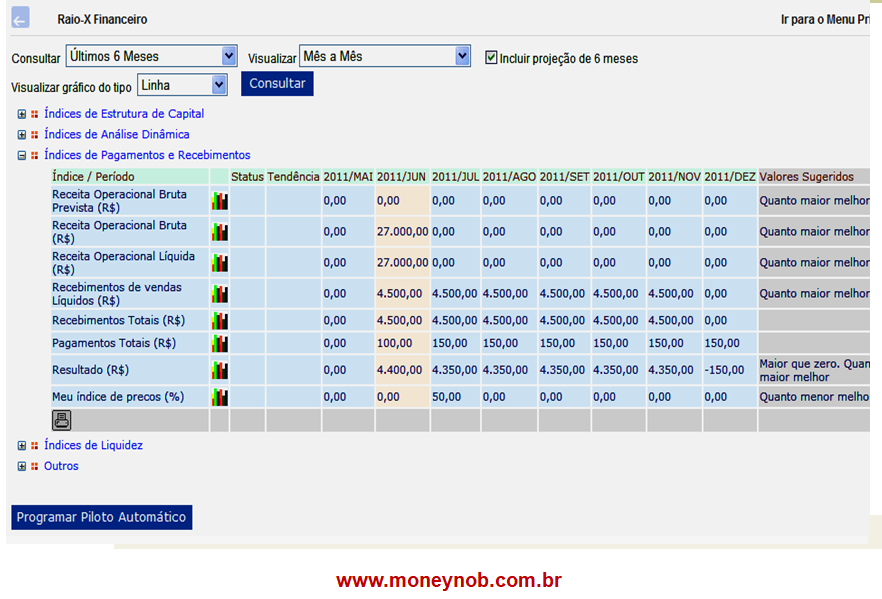 Raio-X Financeiro Ir para o Menu Pri
Consultar Últimos 6 Meses Visualizar Mês a Mês Incluir projeção de 6 meses
Visualizar gráfico do tipo Linha Consultar
Índices de Estrutura de Capital
Índices de Análise Dinâmica
Índices de Pagamentos e Recebimentos
Índice / Período Status Tendência 2011/MAI 2011/JUN 2011/JUL 2011/AGO 2011/SET 2011/OUT 2011/NOV 2011/DEZ Valores Sugeridos
Receita Operacional Bruta
Prevista (R$) 0,00 0,00 0,00 0,00 0,00 0,00 0,00 0,00 Quanto maior melhor
Receita Operacional Bruta
(R$) 0,00 27.000,00 0,00 0,00 0,00 0,00 0,00 0,00 Quanto maior melhor
Receita Operacional Líquida
(R$) 0,00 27.000,00 0,00 0,00 0,00 0,00 0,00 0,00 Quanto maior melhor
Recebimentos de vendas
Líquidos (R$) 0,00 4.500,00 4.500,00 4.500,00 4.500,00 4.500,00 4.500,00 0,00 Quanto maior melhor
Recebimentos Totais (R$) 0,00 4.500,00 4.500,00 4.500,00 4.500,00 4.500,00 4.500,00 0,00
Pagamentos Totais (R$) 0,00 100,00 150,00 150,00 150,00 150,00 150,00 150,00
Resultado (R$) 0,00 4.400,00 4.350,00 4.350,00 4.350,00 4.350,00 4.350,00 -150,00 Maior que zero. Quan
maior melhor
Meu índice de precos (%) 0,00 0,00 50,00 0,00 0,00 0,00 0,00 0,00 Quanto menor melho
Índices de Liquidez
Outros
Programar Piloto Automático
www.moneynob.com.br